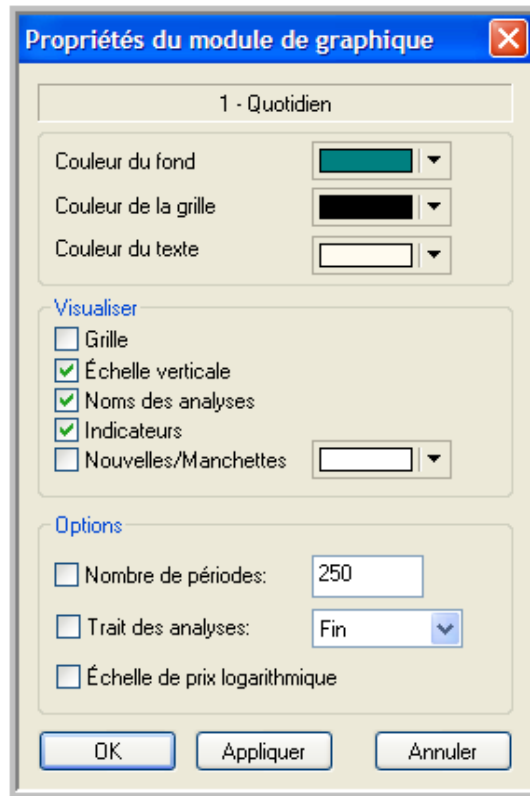 Propriétés du module de graphique
1 - Quotidien
Couleur du fond
Couleur de la grille
Couleur du texte
Visualiser
Grille
Échelle verticale
Noms des analyses
Indicateurs
Nouvelles/Manchettes
Options
Nombre de périodes: 250
Trait des analyses: Fin
Échelle de prix logarithmique
OK Appliquer Annuler